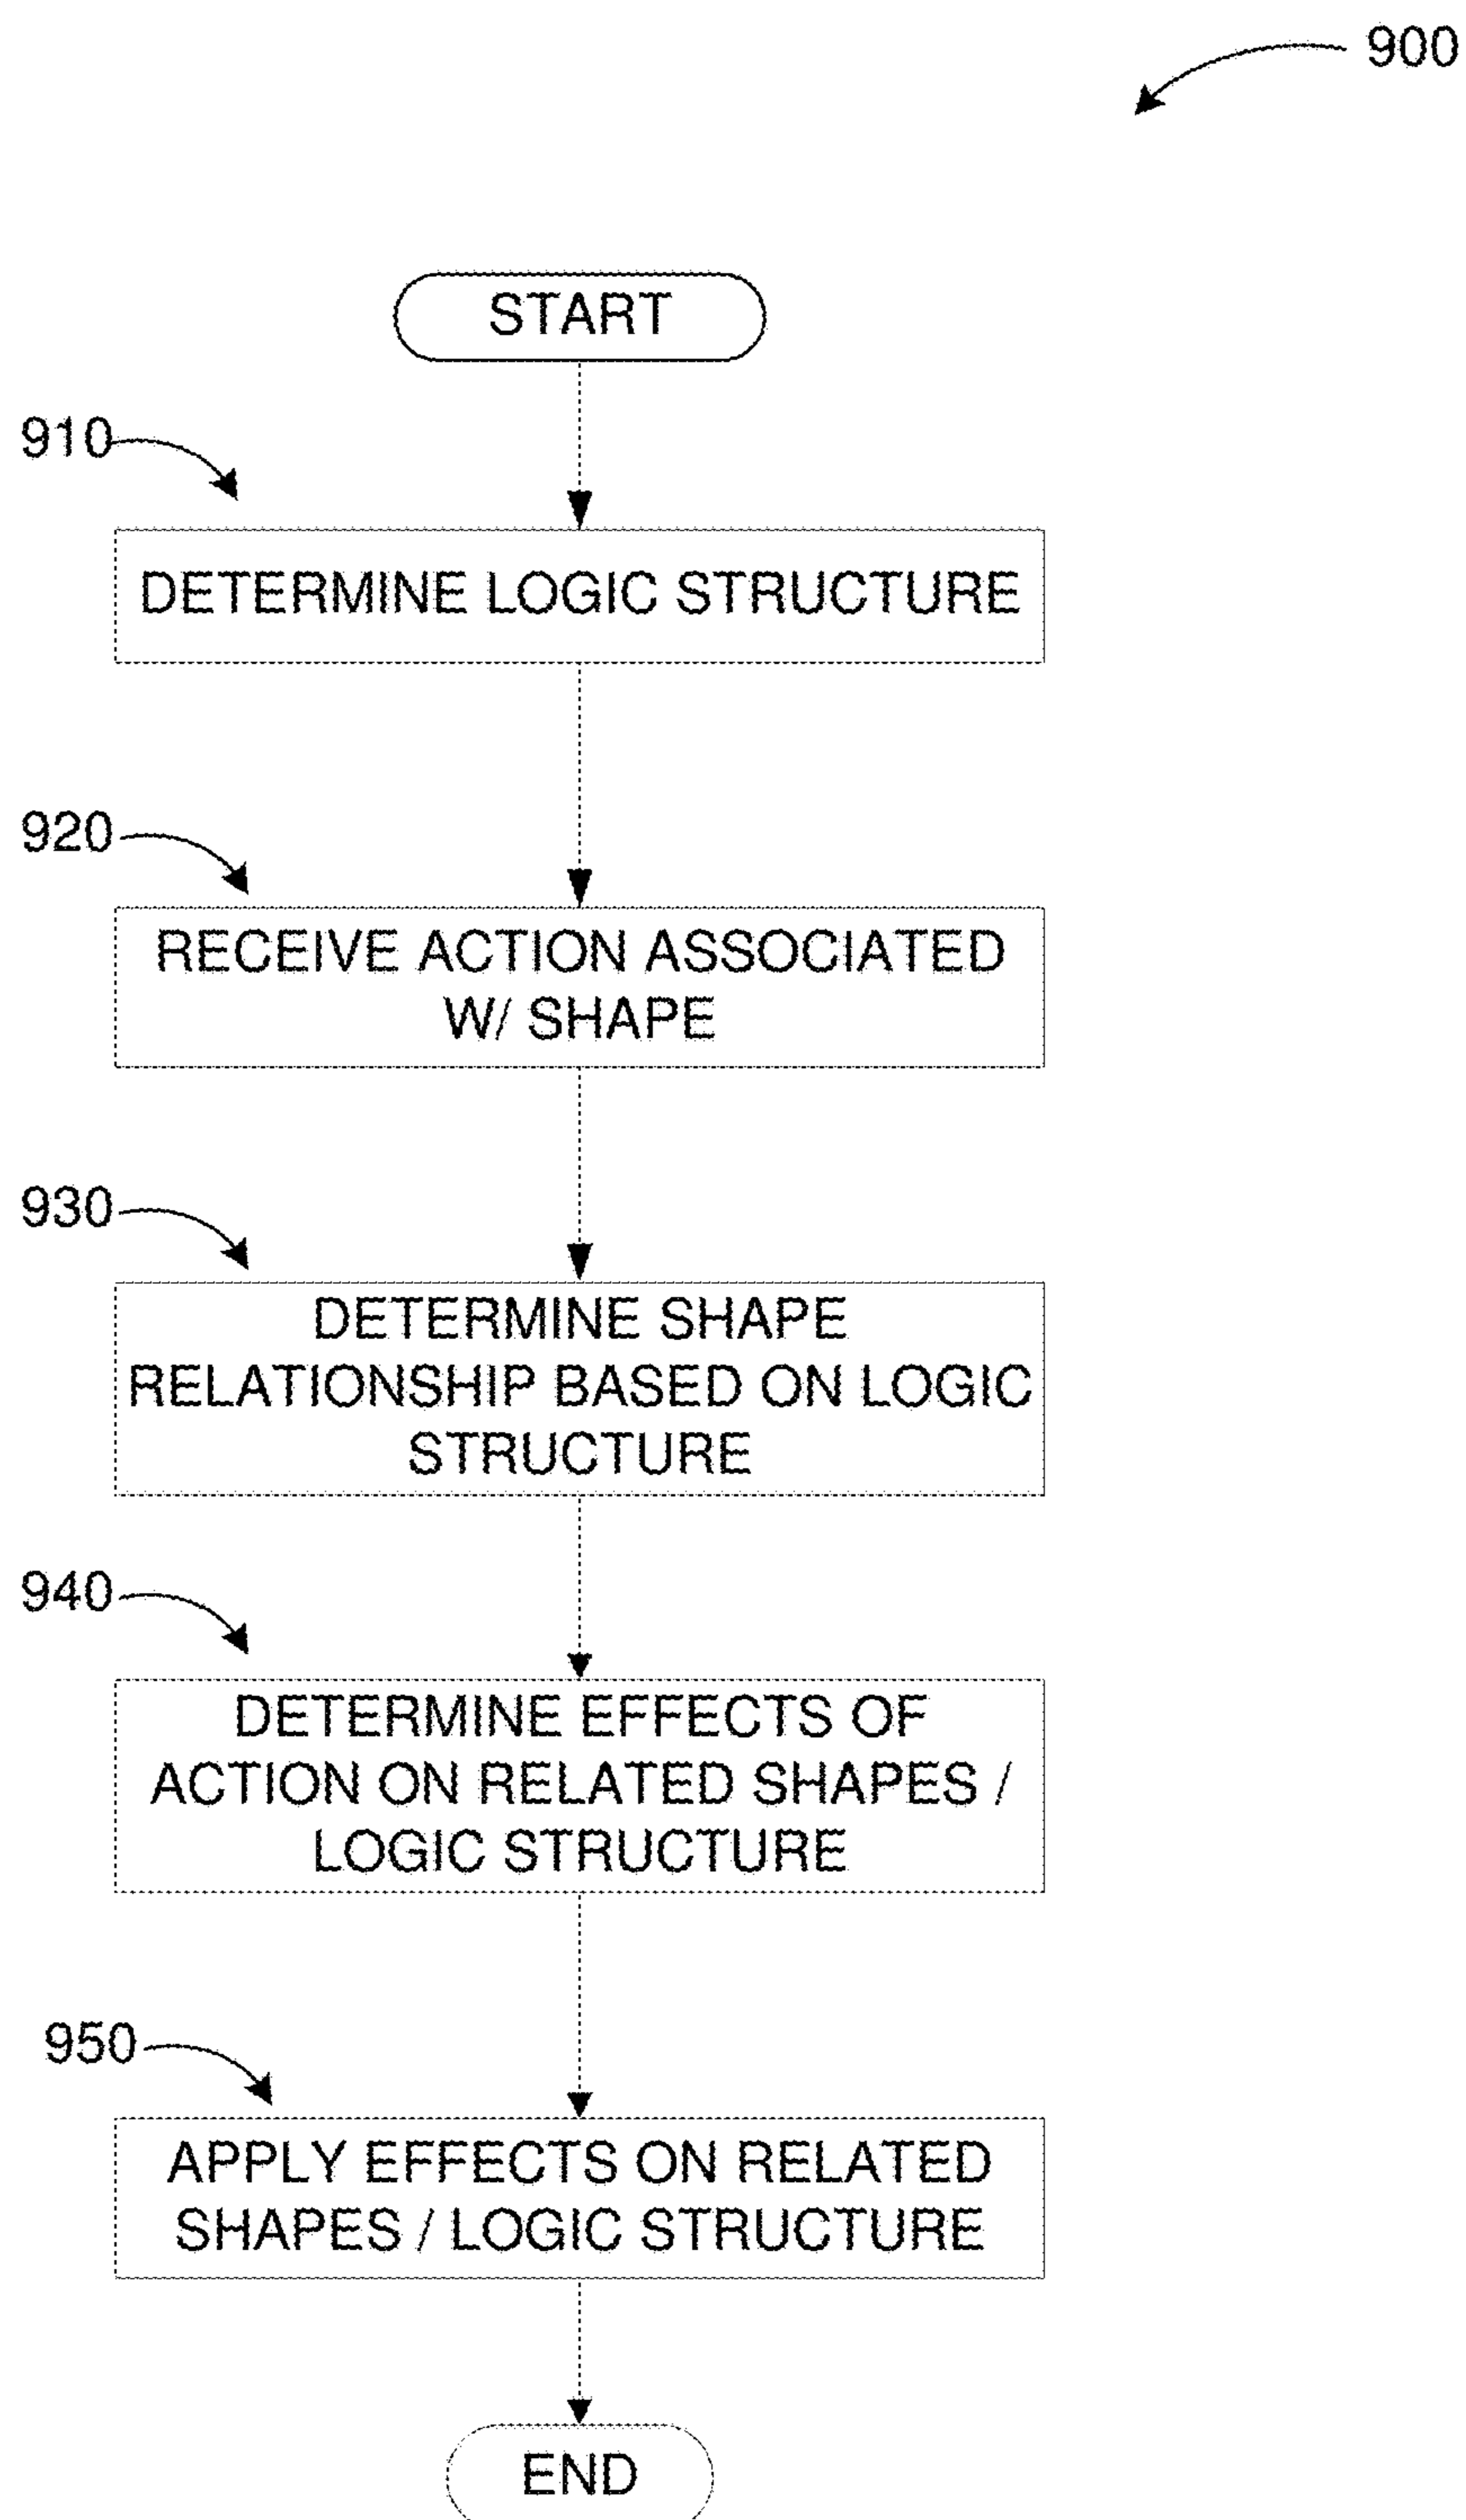 900
START
910
DETERMINE LOGIC STRUCTURE
920
RECEIVE ACTION ASSOCIATED
W/ SHAPE
930
DETERMINE SHAPE
RELATIONSHIP BASED ON LOGIC
STRUCTURE
940
DETERMINE EFFECTS OF
ACTION ON RELATED SHAPES /
LOGIC STRUCTURE
950
APPLY EFFECTS ON RELATED
SHAPES / LOGIC STRUCTURE
END